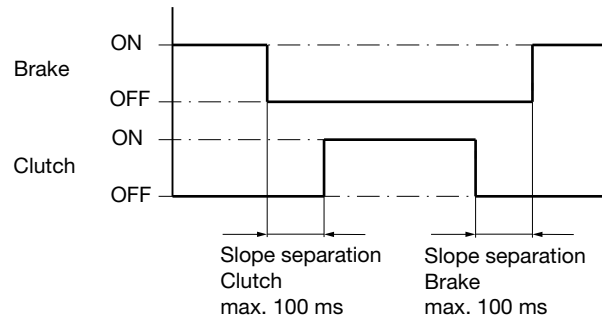 ON
Brake
OFF
ON
Clutch
OFF
Slope separation
Clutch
max. 100 ms
Slope separation
Brake
max. 100 ms